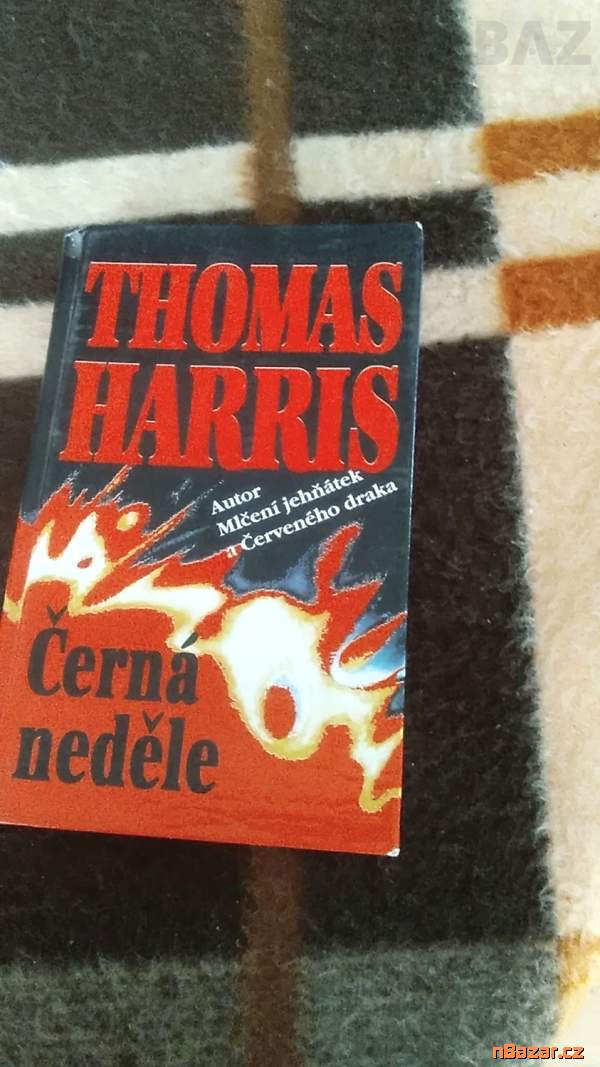 BAZ
THOMAS
HARRIS
Autor
Mlčení jehňátek
a Červeného draka
Černá
neděle
nBazar.cz